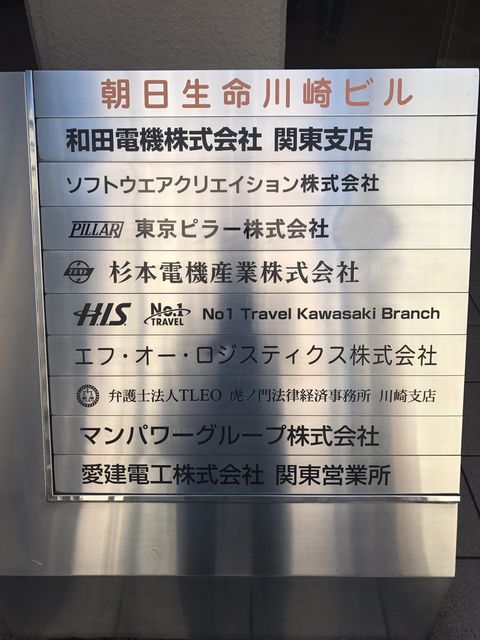 朝日生命川崎ビル
和田電機株式会社 関東支店
ソフトウエアクリエイション株式会社
PILLAR 東京ピラー株式会社
杉本電機産業株式会社
H.I.S. No.1 TRAVEL No1 Travel Kawasaki Branch
エフ・オー・ロジスティクス株式会社
弁護士法人TLEO 虎ノ門法律経済事務所 川崎支店
マンパワーグループ株式会社
愛建電工株式会社 関東営業所